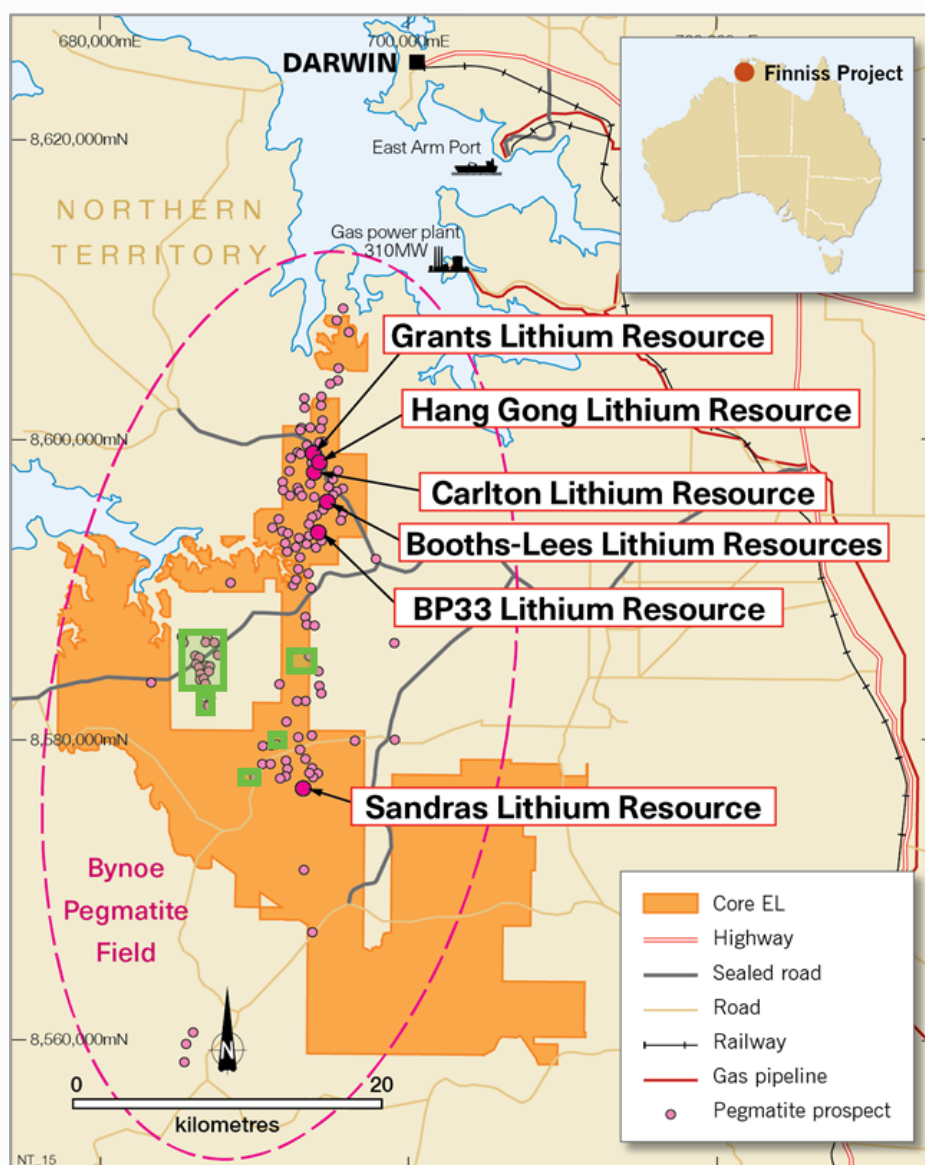 680,000mE
700,000mE
DARWIN
Finniss Project
8,620,000mN
East Arm Port
NORTHERN
TERRITORY
Gas power plant
310MW
Grants Lithium Resource
Hang Gong Lithium Resource
8,600,000mN
Carlton Lithium Resource
Booths-Lees Lithium Resources
BP33 Lithium Resource
8,580,000mN
Sandras Lithium Resource
Bynoe
Pegmatite
Field
Core EL
Highway
Sealed road
Road
Railway
Gas pipeline
Pegmatite prospect
8,560,000mN
N
0 20
kilometres
NT_15